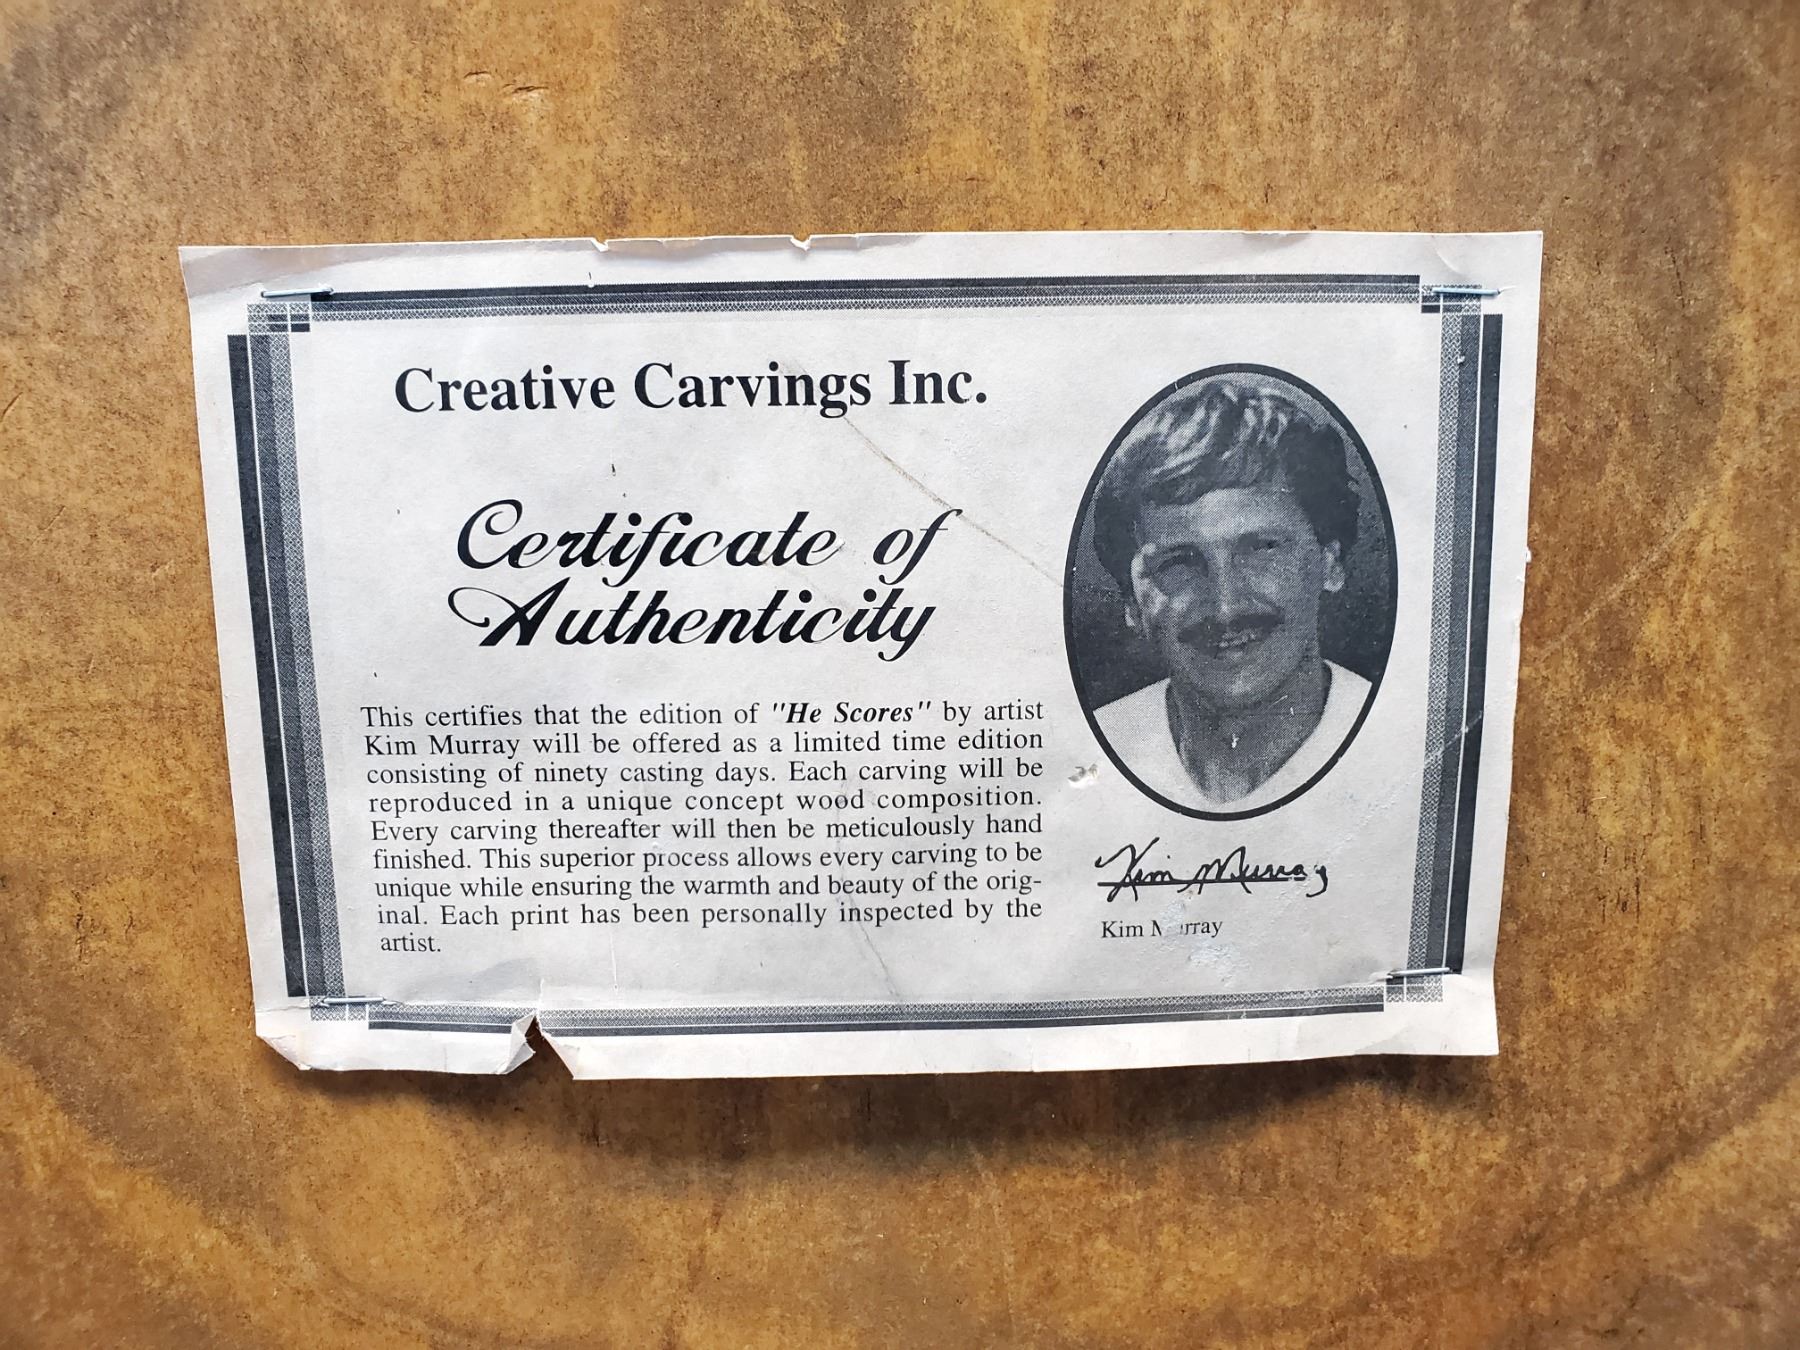 Creative Carvings Inc.
Certificate of
Authenticity
This certifies that the edition of "He Scores" by artist
Kim Murray will be offered as a limited time edition
consisting of ninety casting days. Each carving will be
reproduced in a unique concept wood composition.
Every carving thereafter will then be meticulously hand
finished. This superior process allows every carving to be
unique while ensuring the warmth and beauty of the orig-
inal. Each print has been personally inspected by the
artist.
Kim Murray
Kim Murray